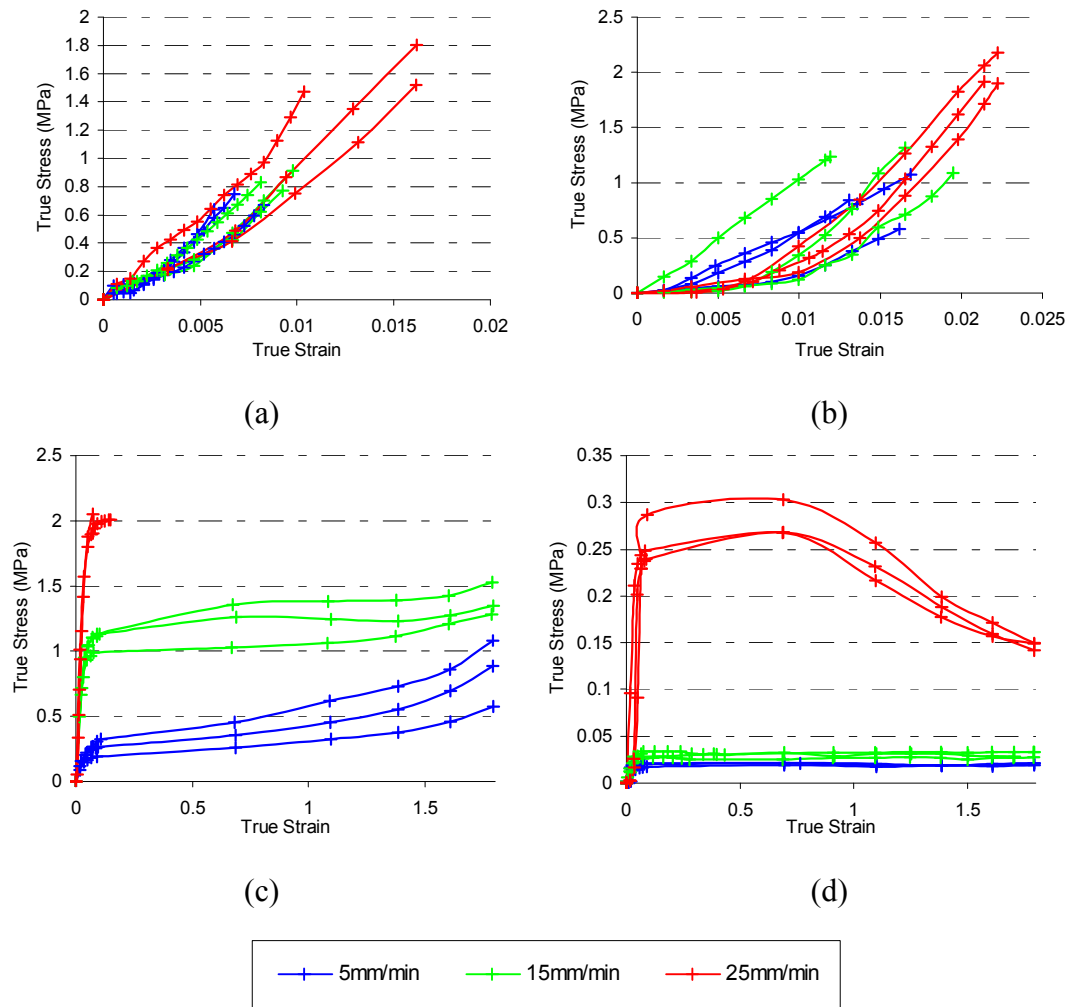 2
1.8
1.6
1.4
1.2
1
0.8
0.6
0.4
0.2
0
True Stress (MPa)
0 0.005 0.01 0.015 0.02
True Strain
(a)
2.5
2
1.5
1
0.5
0
True Stress (MPa)
0 0.005 0.01 0.015 0.02 0.025
True Strain
(b)
2.5
2
1.5
1
0.5
0
True Stress (MPa)
0 0.5 1 1.5
True Strain
(c)
0.35
0.3
0.25
0.2
0.15
0.1
0.05
0
True Stress (MPa)
0 0.5 1 1.5
True Strain
(d)
5mm/min 15mm/min 25mm/min